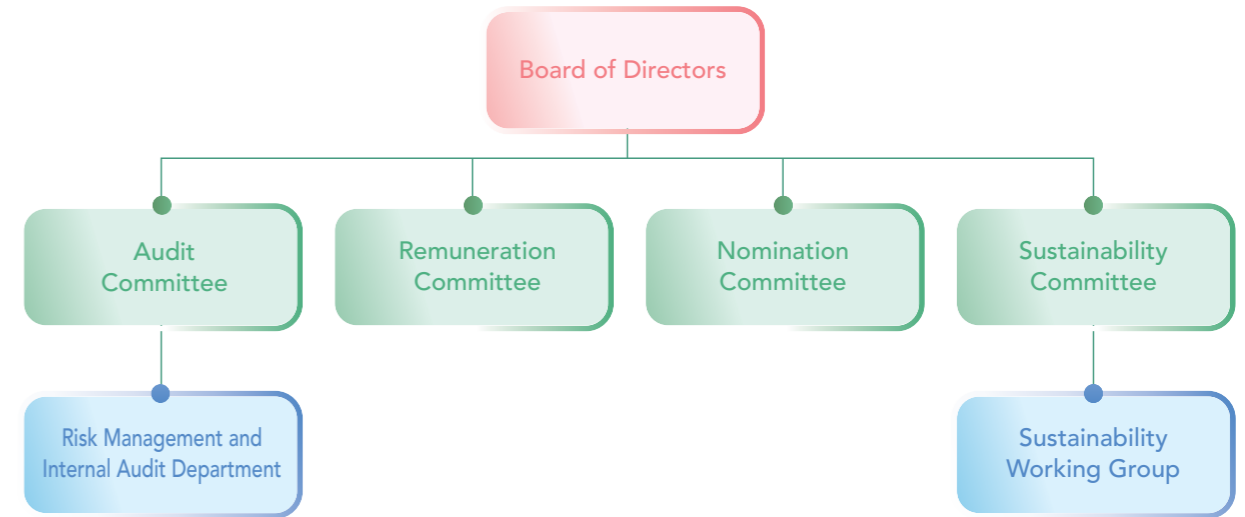 Board of Directors
Audit
Committee
Remuneration
Committee
Nomination
Committee
Sustainability
Committee
Risk Management and
Internal Audit Department
Sustainability
Working Group